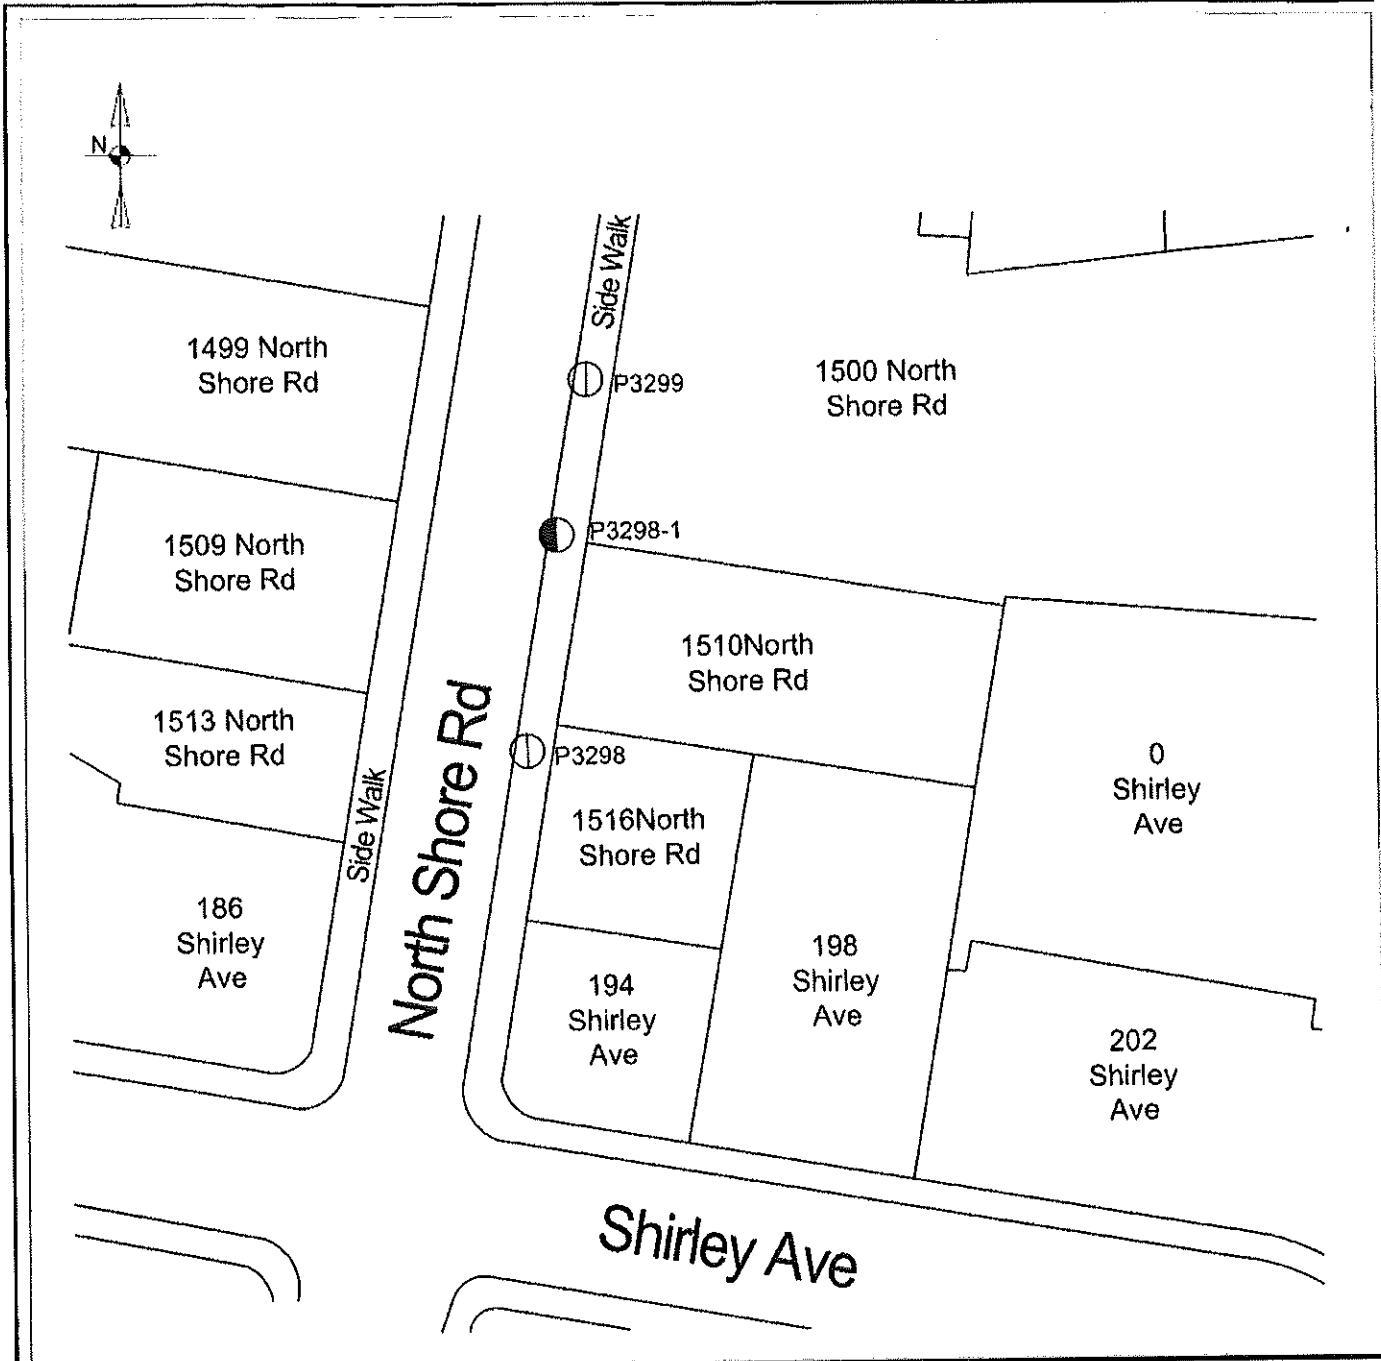 N
Side Walk
1499 North
Shore Rd
P3299
1500 North
Shore Rd
P3298-1
1509 North
Shore Rd
1510North
Shore Rd
1513 North
Shore Rd
P3298
0
Shirley
Ave
Side Walk
North Shore Rd
1516North
Shore Rd
186
Shirley
Ave
198
Shirley
Ave
194
Shirley
Ave
202
Shirley
Ave
Shirley Ave